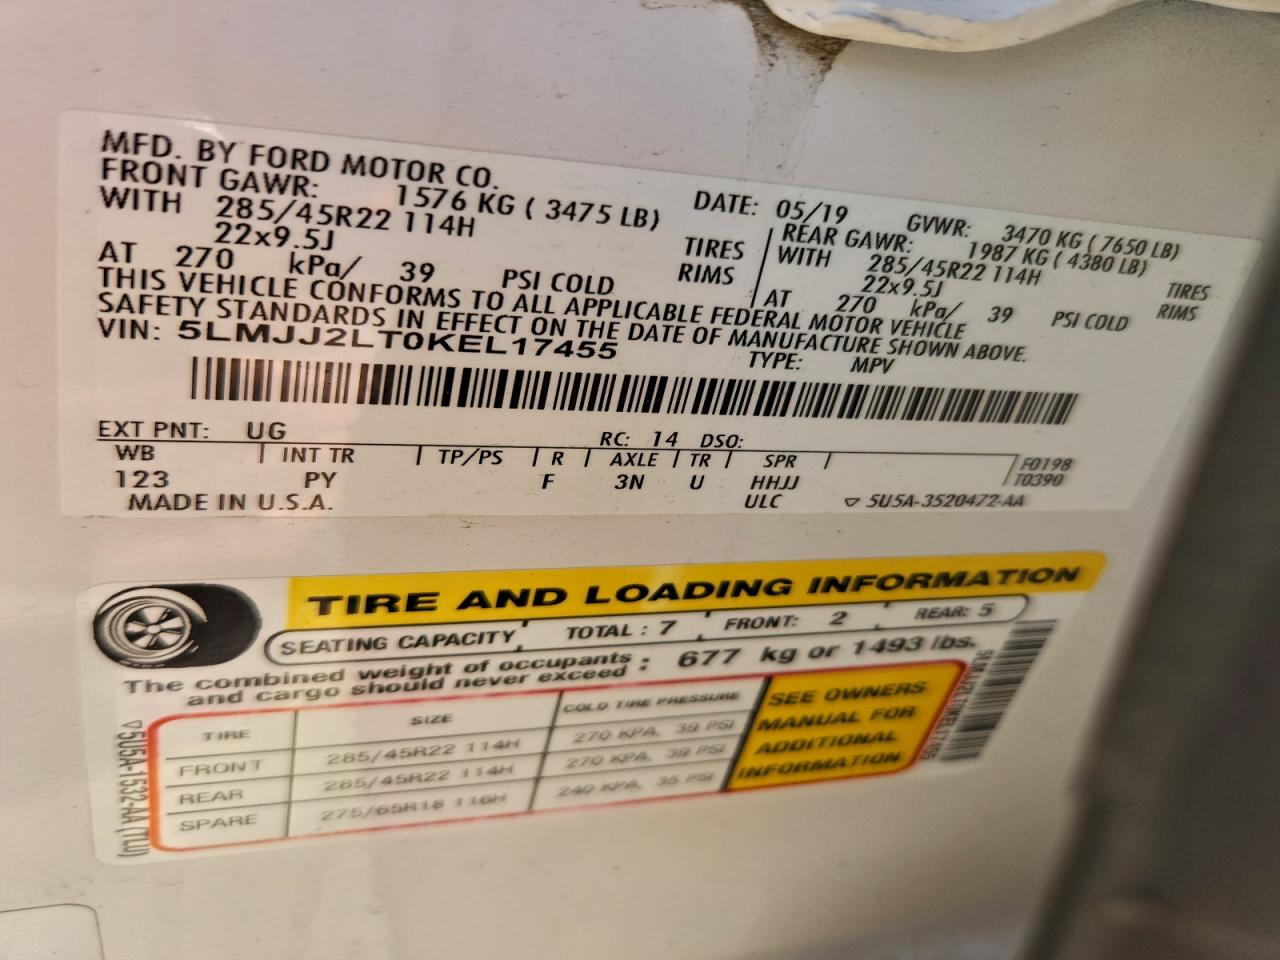 MFD. BY FORD MOTOR CO.
DATE: 05/19 GVWR: 3470 KG ( 7650 LB)
FRONT GAWR: 1576 KG ( 3475 LB)
REAR GAWR: 1987 KG ( 4380 LB)
WITH 285/45R22 114H TIRES
WITH 285/45R22 114H TIRES
22x9.5J RIMS
22x9.5J RIMS
AT 270 kPa/ 39 PSI COLD
AT 270 kPa/ 39 PSI COLD
THIS VEHICLE CONFORMS TO ALL APPLICABLE FEDERAL MOTOR VEHICLE
SAFETY STANDARDS IN EFFECT ON THE DATE OF MANUFACTURE SHOWN ABOVE.
VIN: 5LMJJ2LT0KEL17455 TYPE: MPV
EXT PNT: UG RC: 14 DSO:
WB INT TR TP/PS R AXLE TR SPR F0198
123 PY F 3N U HHJJ T0390
MADE IN U.S.A. ULC ▽ 5U5A-3520472-AA
TIRE AND LOADING INFORMATION
SEATING CAPACITY TOTAL : 7 FRONT: 2 REAR: 5
The combined weight of occupants
and cargo should never exceed : 677 kg or 1493 lbs.
TIRE SIZE COLD TIRE PRESSURE
FRONT 285/45R22 114H 270 KPA, 39 PSI
REAR 285/45R22 114H 270 KPA, 39 PSI
SPARE 275/65R18 116H 240 KPA, 35 PSI
SEE OWNERS
MANUAL FOR
ADDITIONAL
INFORMATION
▽5U5A-1532-AA (TLU)